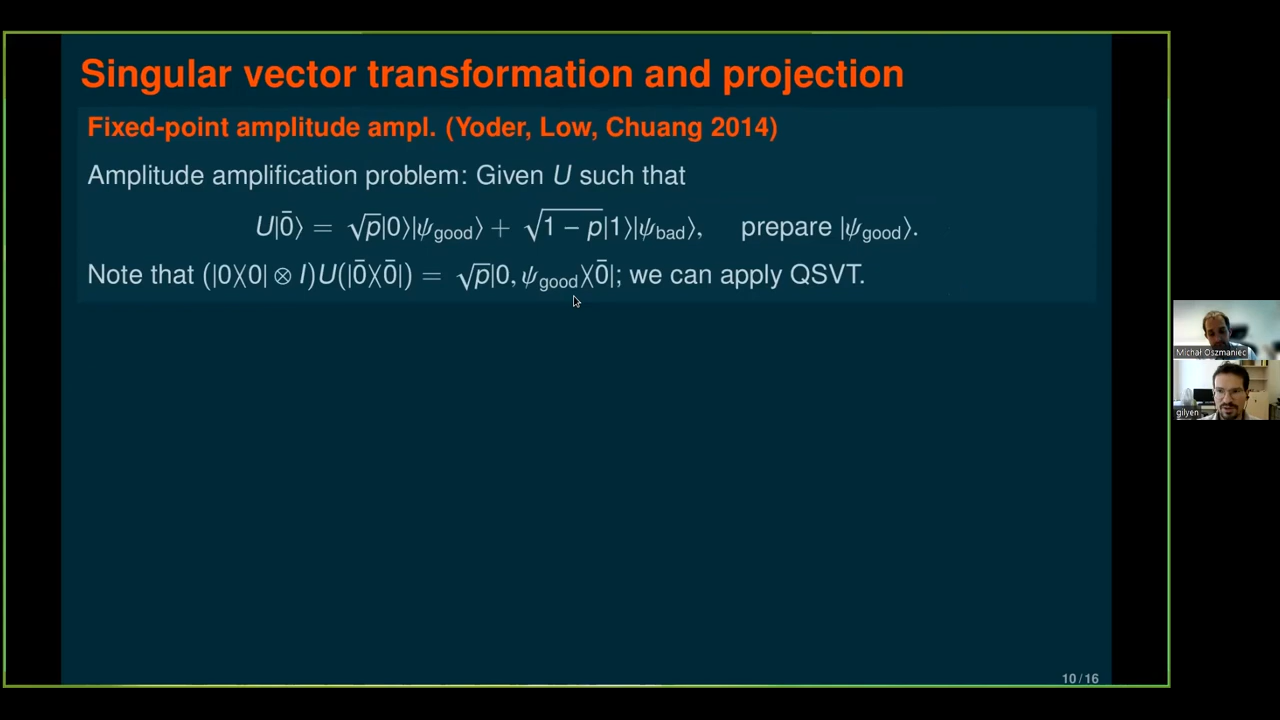 Singular vector transformation and projection
Fixed-point amplitude ampl. (Yoder, Low, Chuang 2014)
Amplitude amplification problem: Given U such that
U|0̄⟩ = √p|0⟩|ψgood⟩ + √1 − p|1⟩|ψbad⟩, prepare |ψgood⟩.
Note that (|0⟩⟨0| ⊗ I)U(|0̄⟩⟨0̄|) = √p|0, ψgood⟩⟨0̄|; we can apply QSVT.
Michał Oszmaniec
gilyen
10 / 16